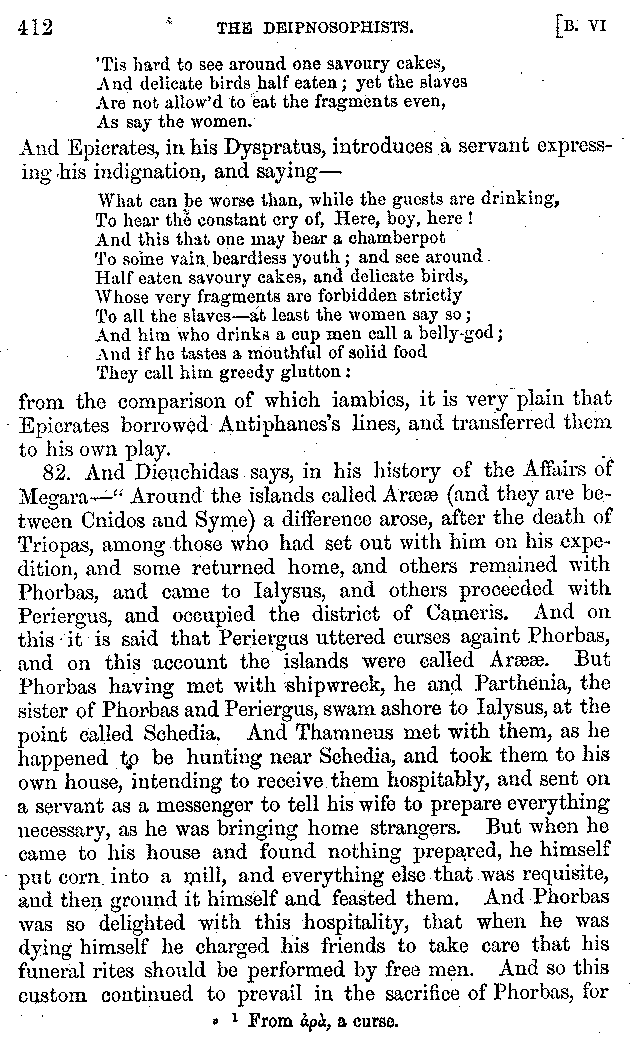 412 THE DEIPNOSOPHISTS. [B. VI
'Tis hard to see around one savoury cakes,
And delicate birds half eaten; yet the slaves
Are not allow'd to eat the fragments even,
As say the women.
And Epicrates, in his Dyspratus, introduces a servant express-
ing his indignation, and saying—
What can be worse than, while the guests are drinking,
To hear the constant cry of, Here, boy, here!
And this that one may bear a chamberpot
To some vain beardless youth; and see around
Half eaten savoury cakes, and delicate birds,
Whose very fragments are forbidden strictly
To all the slaves—at least the women say so;
And him who drinks a cup men call a belly-god;
And if he tastes a mouthful of solid food
They call him greedy glutton:
from the comparison of which iambics, it is very plain that
Epicrates borrowed Antiphanes's lines, and transferred them
to his own play.
82. And Dieuchidas says, in his history of the Affairs of
Megara—“Around the islands called Arææ (and they are be-
tween Cnidos and Syme) a difference arose, after the death of
Triopas, among those who had set out with him on his expe-
dition, and some returned home, and others remained with
Phorbas, and came to Ialysus, and others proceeded with
Periergus, and occupied the district of Cameris. And on
this it is said that Periergus uttered curses againt Phorbas,
and on this account the islands were called Arææ. But
Phorbas having met with shipwreck, he and Parthenia, the
sister of Phorbas and Periergus, swam ashore to Ialysus, at the
point called Schedia. And Thamneus met with them, as he
happened to be hunting near Schedia, and took them to his
own house, intending to receive them hospitably, and sent on
a servant as a messenger to tell his wife to prepare everything
necessary, as he was bringing home strangers. But when he
came to his house and found nothing prepared, he himself
put corn into a mill, and everything else that was requisite,
and then ground it himself and feasted them. And Phorbas
was so delighted with this hospitality, that when he was
dying himself he charged his friends to take care that his
funeral rites should be performed by free men. And so this
custom continued to prevail in the sacrifice of Phorbas, for
1 From ἀρὰ, a curse.